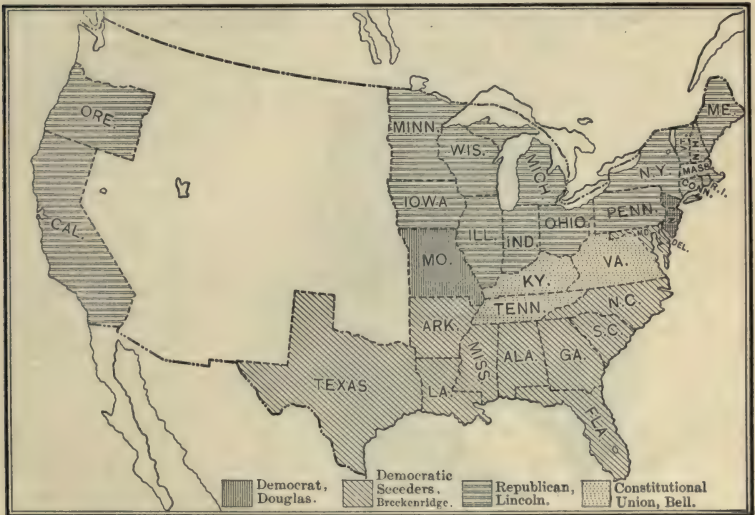 ORE.
CAL.
MINN.
WIS.
MICH
IOWA
ILL.
IND.
OHIO
PENN.
N.Y.
ME.
MASS.
CONN.
R.I.
MD.
DEL.
MO.
KY.
VA.
TENN.
N.C.
S.C.
ARK.
MISS.
ALA.
GA.
TEXAS
LA.
FLA
Democrat,
Douglas.
Democratic
Seceders.
Breckenridge.
Republican,
Lincoln.
Constitutional
Union, Bell.